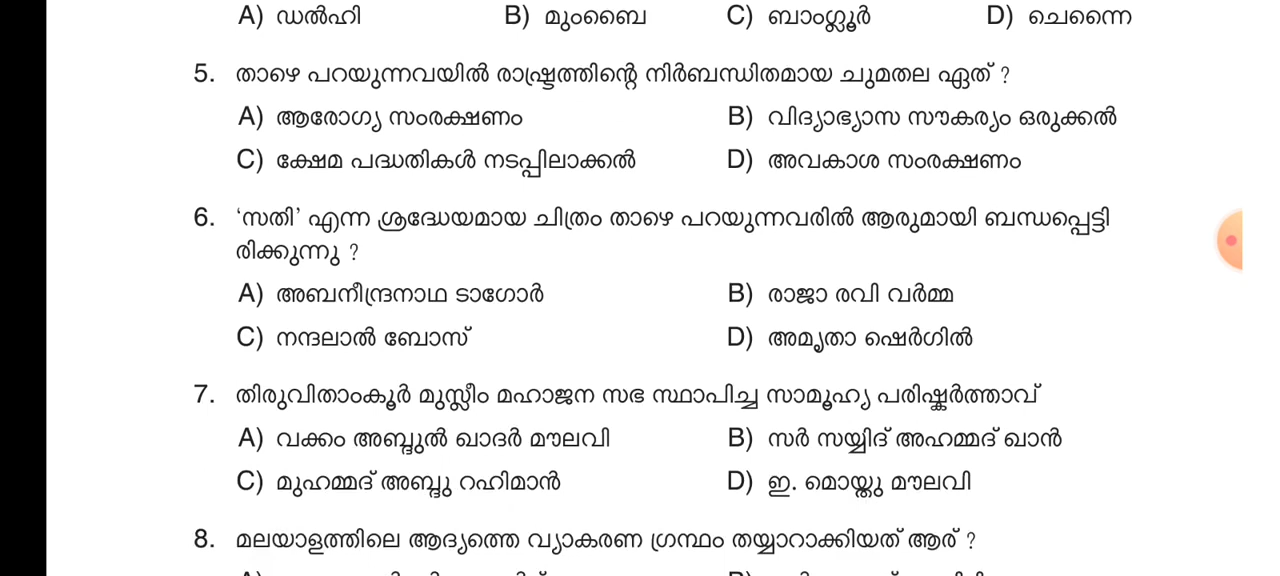 A) ഡൽഹി B) മുംബൈ C) ബാംഗ്ലൂർ D) ചെന്നൈ
5. താഴെ പറയുന്നവയിൽ രാഷ്ട്രത്തിന്റെ നിർബന്ധിതമായ ചുമതല ഏത് ?
A) ആരോഗ്യ സംരക്ഷണം B) വിദ്യാഭ്യാസ സൗകര്യം ഒരുക്കൽ
C) ക്ഷേമ പദ്ധതികൾ നടപ്പിലാക്കൽ D) അവകാശ സംരക്ഷണം
6. ‘സതി’ എന്ന ശ്രദ്ധേയമായ ചിത്രം താഴെ പറയുന്നവരിൽ ആരുമായി ബന്ധപ്പെട്ടി
രിക്കുന്നു ?
A) അബനീന്ദ്രനാഥ ടാഗോർ B) രാജാ രവി വർമ്മ
C) നന്ദലാൽ ബോസ് D) അമൃതാ ഷെർഗിൽ
7. തിരുവിതാംകൂർ മുസ്ലീം മഹാജന സഭ സ്ഥാപിച്ച സാമൂഹ്യ പരിഷ്കർത്താവ്
A) വക്കം അബ്ദുൽ ഖാദർ മൗലവി B) സർ സയ്യിദ് അഹമ്മദ് ഖാൻ
C) മുഹമ്മദ് അബ്ദു റഹിമാൻ D) ഇ. മൊയ്തു മൗലവി
8. മലയാളത്തിലെ ആദ്യത്തെ വ്യാകരണ ഗ്രന്ഥം തയ്യാറാക്കിയത് ആര് ?